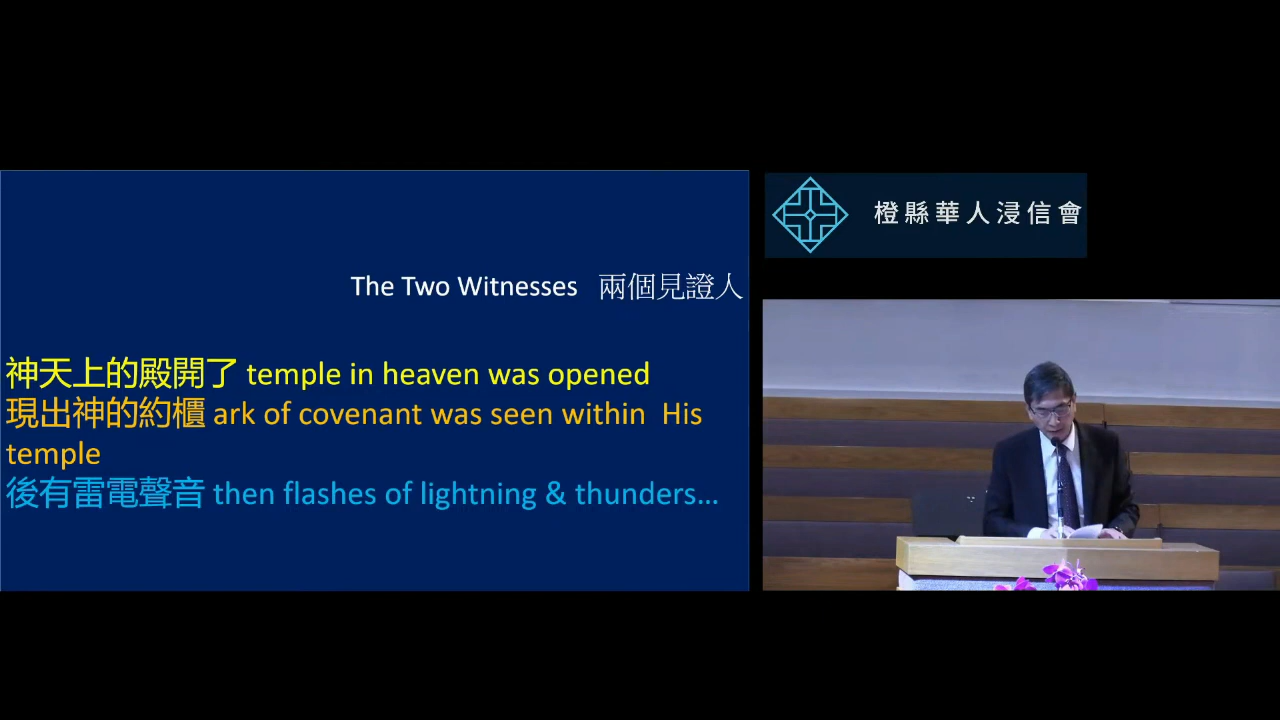 The Two Witnesses 兩個見證人
神天上的殿開了 temple in heaven was opened
現出神的約櫃 ark of covenant was seen within His
temple
後有雷電聲音 then flashes of lightning & thunders...
橙縣華人浸信會